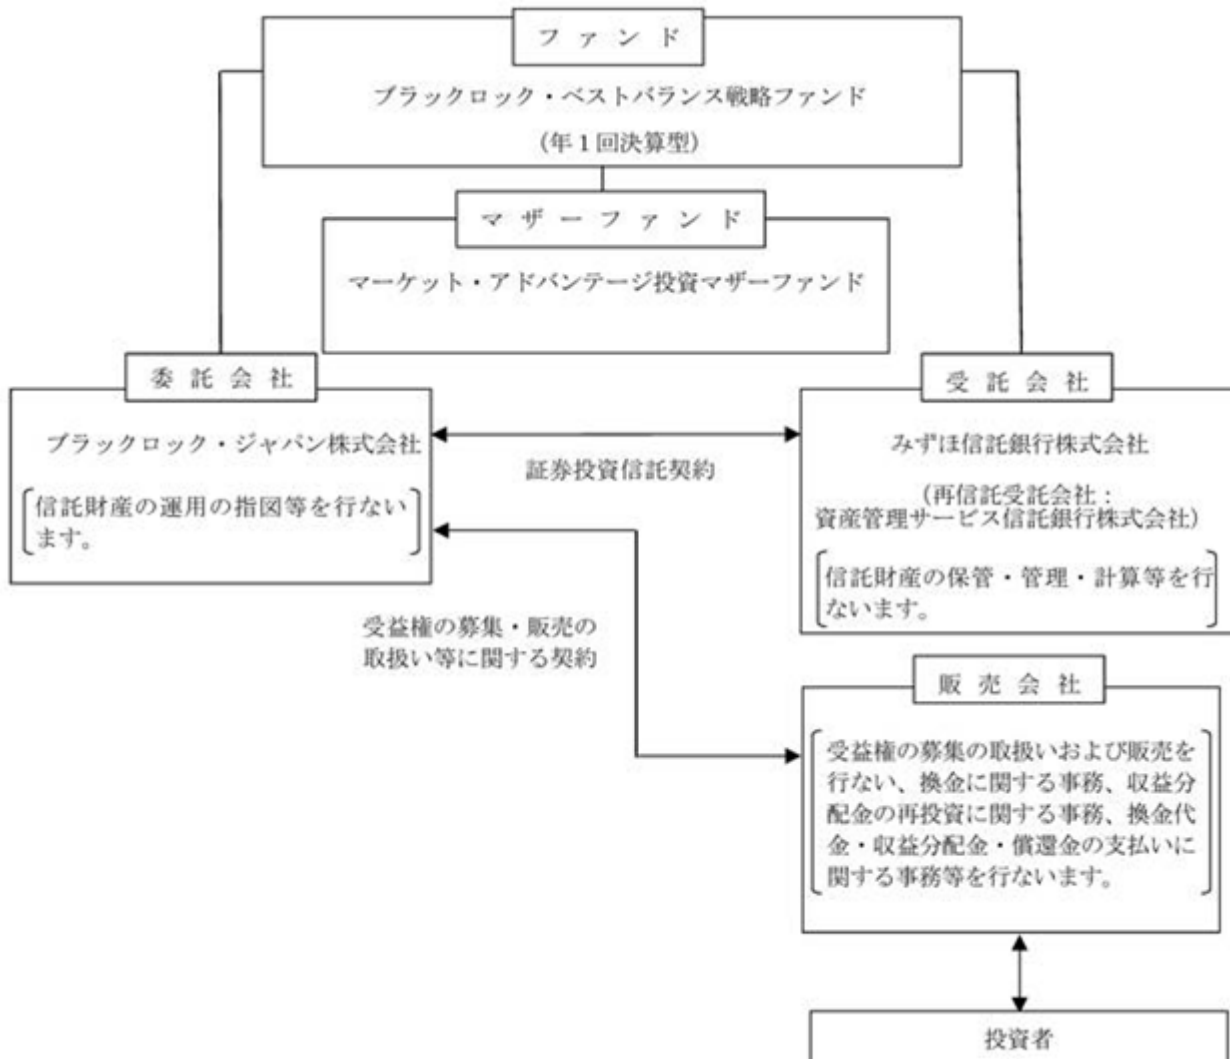 ファンド
ブラックロック・ベストバランス戦略ファンド
(年1回決算型)
マザーファンド
マーケット・アドバンテージ投資マザーファンド
委託会社
ブラックロック・ジャパン株式会社
信託財産の運用の指図等を行ない
ます。
証券投資信託契約
受託会社
みずほ信託銀行株式会社
(再信託受託会社:
資産管理サービス信託銀行株式会社)
信託財産の保管・管理・計算等を行
ないます。
受益権の募集・販売の
取扱い等に関する契約
販売会社
受益権の募集の取扱いおよび販売を
行ない、換金に関する事務、収益分
配金の再投資に関する事務、換金代
金・収益分配金・償還金の支払いに
関する事務等を行ないます。
投資者